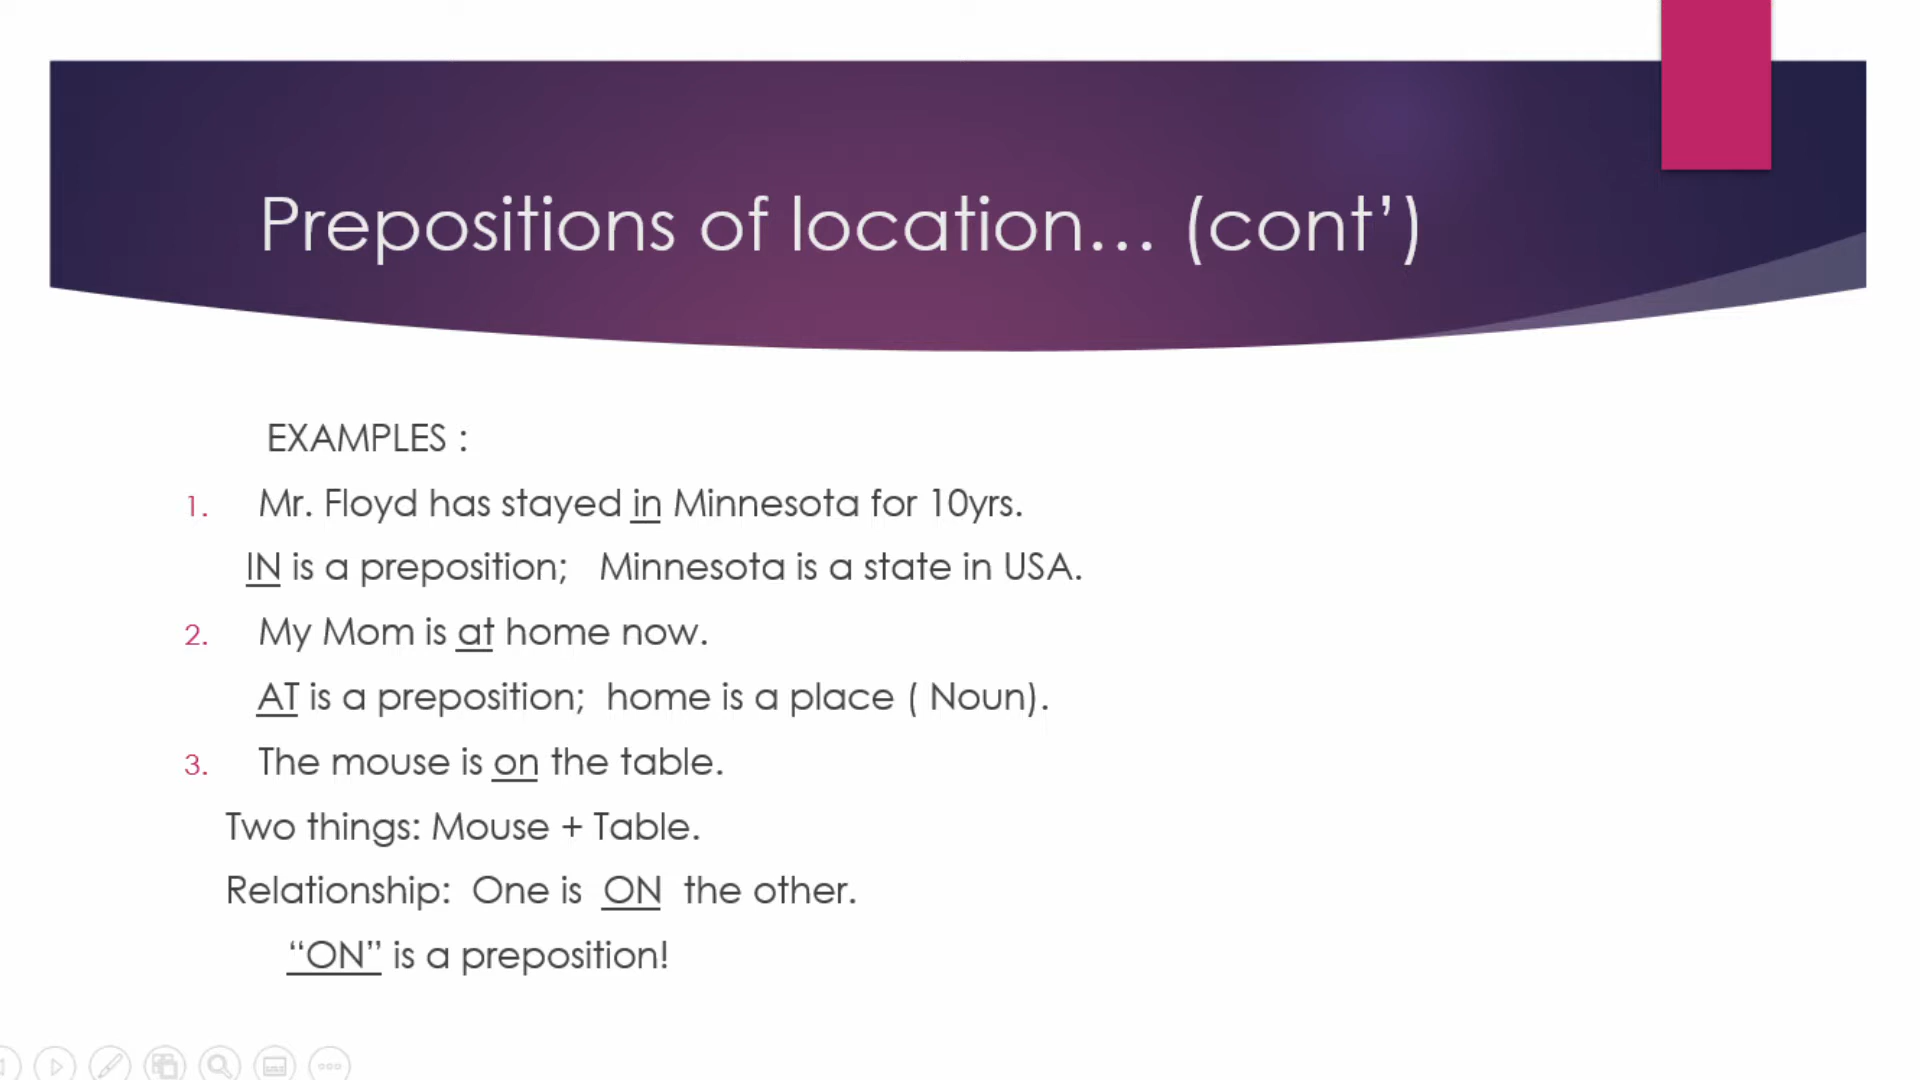 Prepositions of location… (cont’)
EXAMPLES :
1. Mr. Floyd has stayed in Minnesota for 10yrs.
IN is a preposition; Minnesota is a state in USA.
2. My Mom is at home now.
AT is a preposition; home is a place ( Noun).
3. The mouse is on the table.
Two things: Mouse + Table.
Relationship: One is ON the other.
“ON” is a preposition!